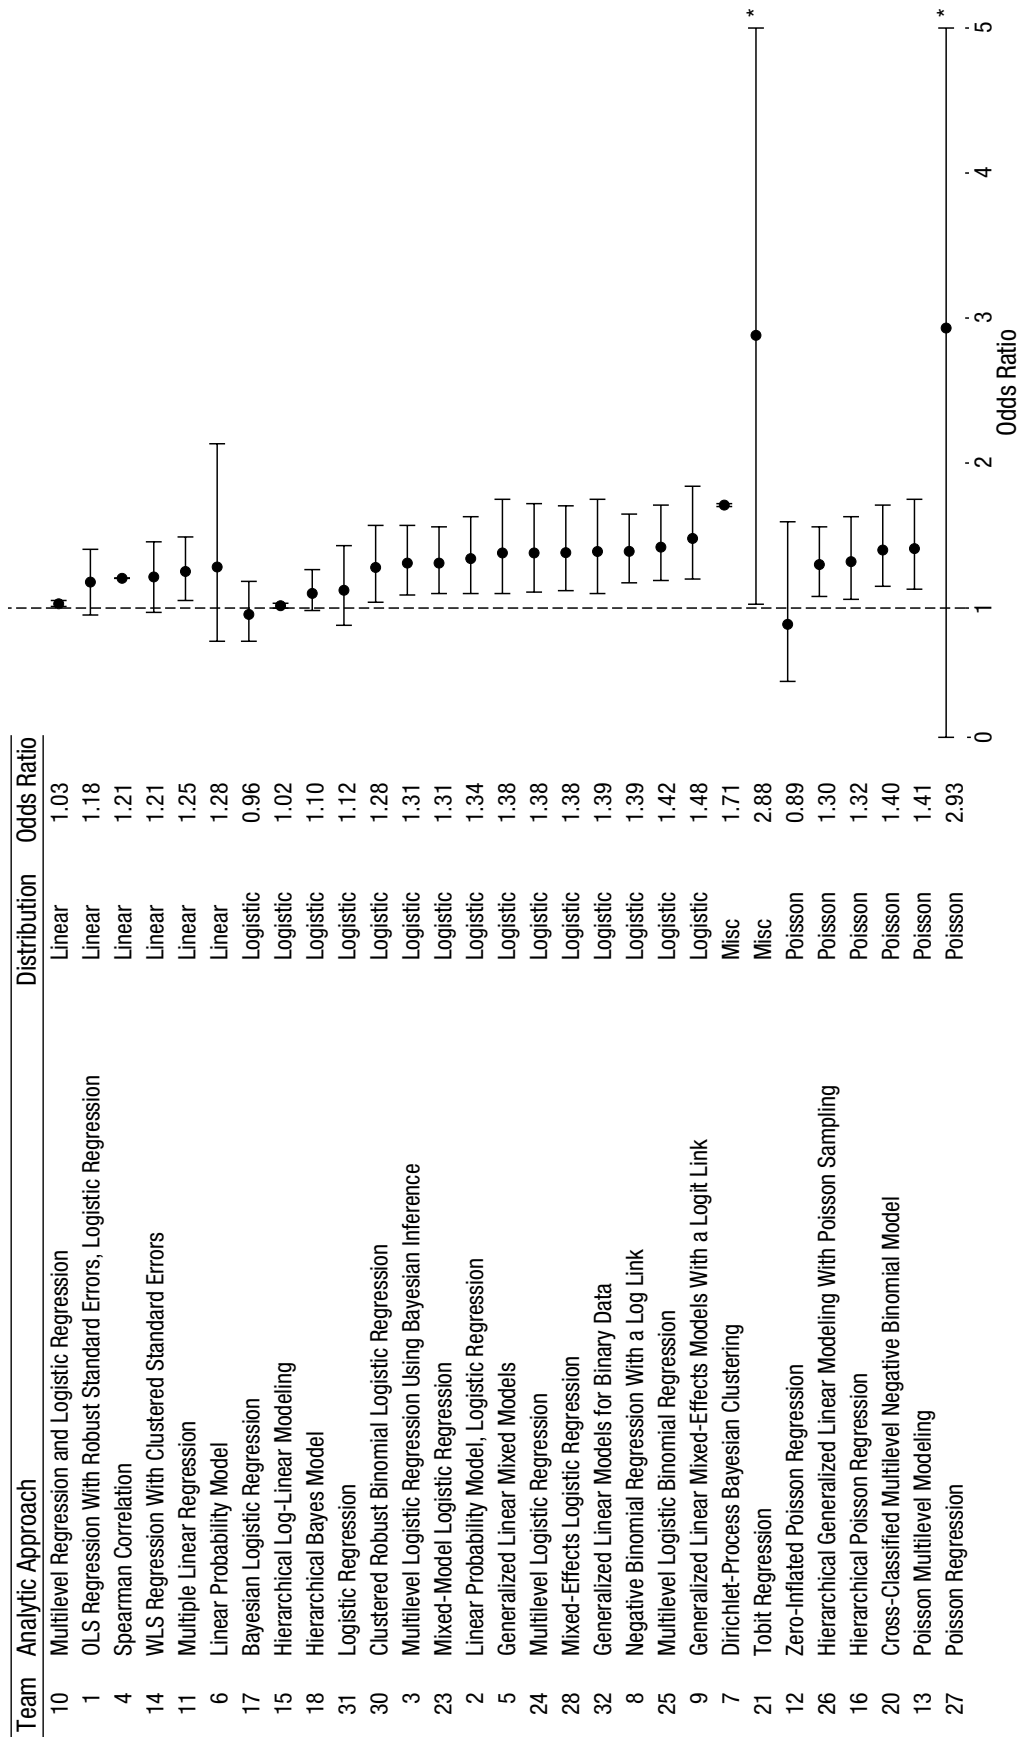 Team Analytic Approach Distribution Odds Ratio
10 Multilevel Regression and Logistic Regression Linear 1.03
1 OLS Regression With Robust Standard Errors, Logistic Regression Linear 1.18
4 Spearman Correlation Linear 1.21
14 WLS Regression With Clustered Standard Errors Linear 1.21
11 Multiple Linear Regression Linear 1.25
6 Linear Probability Model Linear 1.28
17 Bayesian Logistic Regression Logistic 0.96
15 Hierarchical Log-Linear Modeling Logistic 1.02
18 Hierarchical Bayes Model Logistic 1.10
31 Logistic Regression Logistic 1.12
30 Clustered Robust Binomial Logistic Regression Logistic 1.28
3 Multilevel Logistic Regression Using Bayesian Inference Logistic 1.31
23 Mixed-Model Logistic Regression Logistic 1.31
2 Linear Probability Model, Logistic Regression Logistic 1.34
5 Generalized Linear Mixed Models Logistic 1.38
24 Multilevel Logistic Regression Logistic 1.38
28 Mixed-Effects Logistic Regression Logistic 1.38
32 Generalized Linear Models for Binary Data Logistic 1.39
8 Negative Binomial Regression With a Log Link Logistic 1.39
25 Multilevel Logistic Binomial Regression Logistic 1.42
9 Generalized Linear Mixed-Effects Models With a Logit Link Logistic 1.48
7 Dirichlet-Process Bayesian Clustering Misc 1.71
21 Tobit Regression Misc 2.88 *
12 Zero-Inflated Poisson Regression Poisson 0.89
26 Hierarchical Generalized Linear Modeling With Poisson Sampling Poisson 1.30
16 Hierarchical Poisson Regression Poisson 1.32
20 Cross-Classified Multilevel Negative Binomial Model Poisson 1.40
13 Poisson Multilevel Modeling Poisson 1.41
27 Poisson Regression Poisson 2.93 *
0 1 2 3 4 5
Odds Ratio